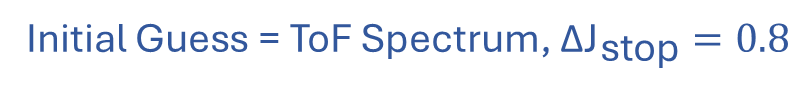 Initial Guess = ToF Spectrum, ΔJstop = 0.8